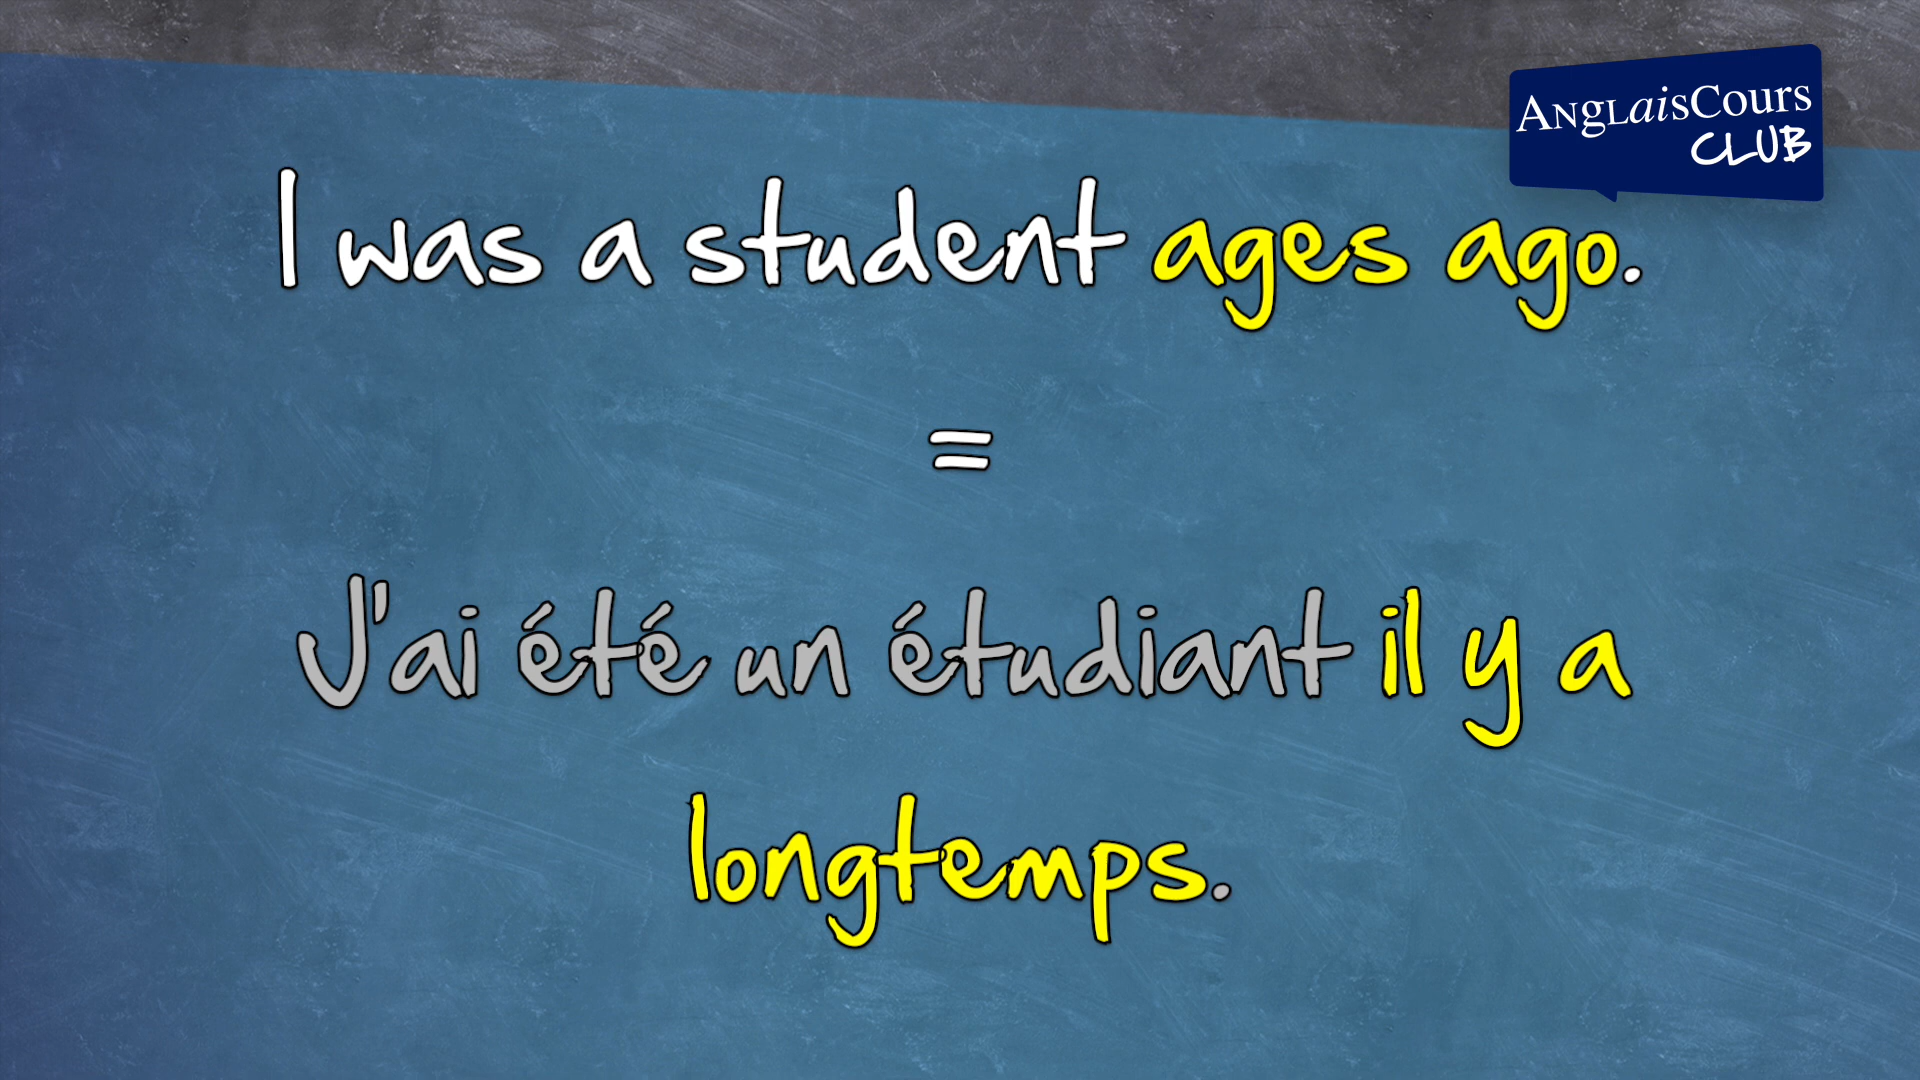 AnglaisCours
CLUB
I was a student ages ago.
=
J'ai été un étudiant il y a
longtemps.